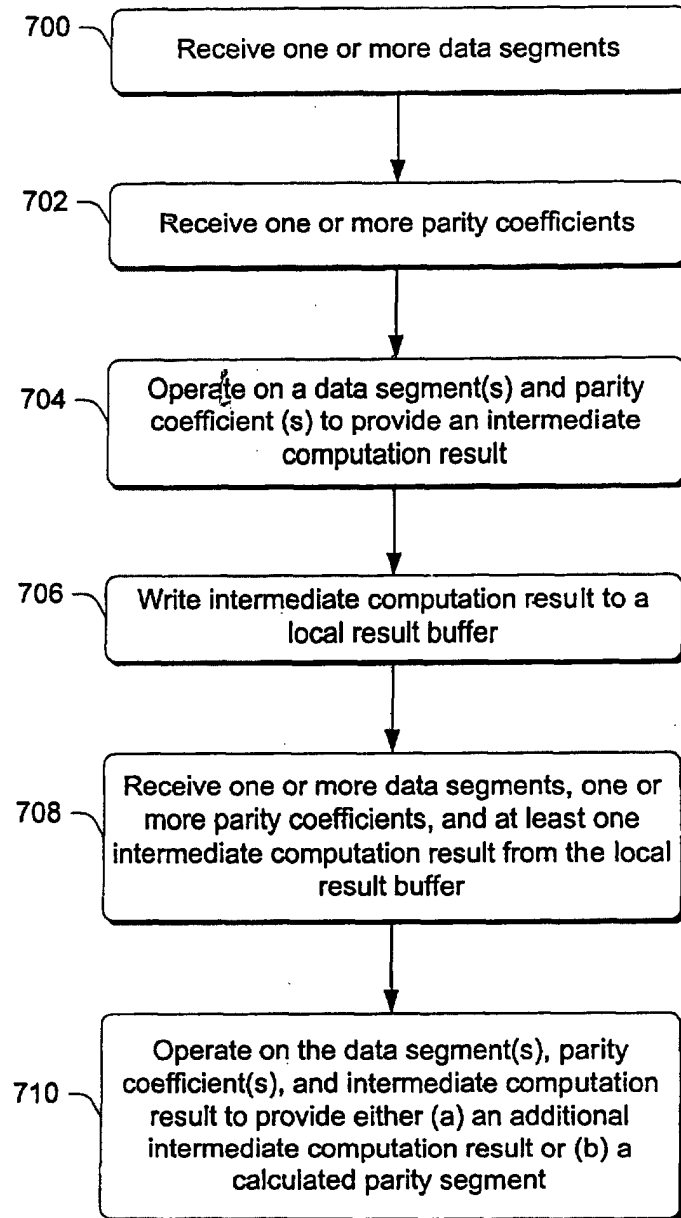 700
Receive one or more data segments
702
Receive one or more parity coefficients
704
Operate on a data segment(s) and parity
coefficient (s) to provide an intermediate
computation result
706
Write intermediate computation result to a
local result buffer
708
Receive one or more data segments, one or
more parity coefficients, and at least one
intermediate computation result from the local
result buffer
710
Operate on the data segment(s), parity
coefficient(s), and intermediate computation
result to provide either (a) an additional
intermediate computation result or (b) a
calculated parity segment